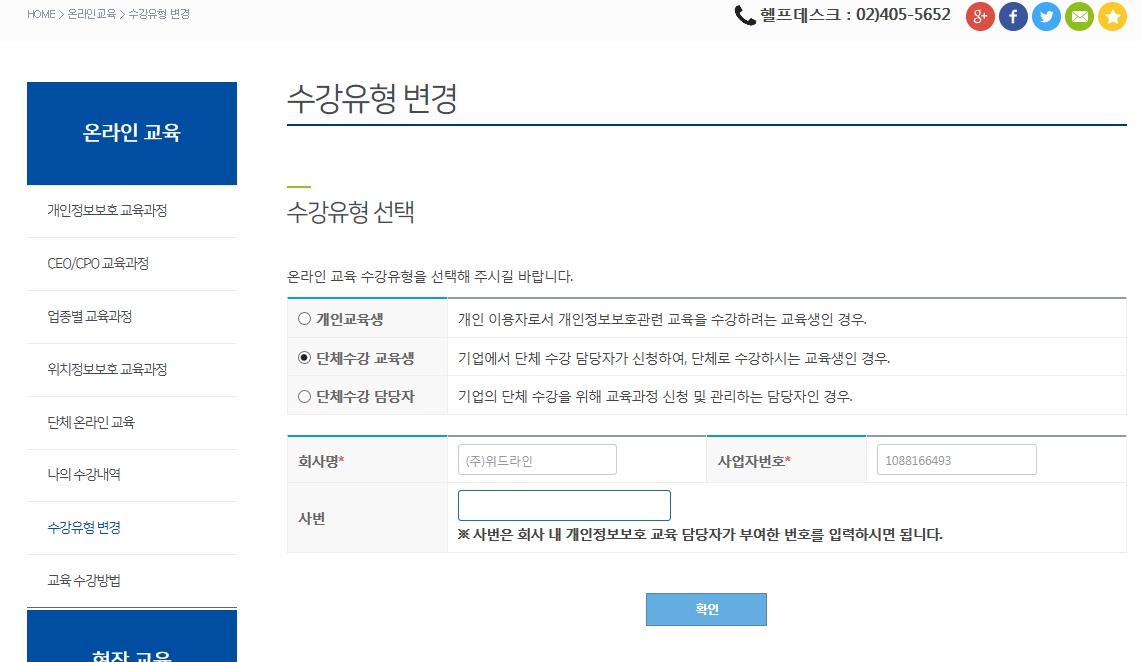 HOME > 온라인교육 > 수강유형 변경
헬프데스크 : 02)405-5652
온라인 교육
개인정보보호 교육과정
CEO/CPO 교육과정
업종별 교육과정
위치정보보호 교육과정
단체 온라인 교육
나의 수강내역
수강유형 변경
교육 수강방법
현장 교육
수강유형 변경
수강유형 선택
온라인 교육 수강유형을 선택해 주시길 바랍니다.
개인교육생 개인 이용자로서 개인정보보호관련 교육을 수강하려는 교육생인 경우.
단체수강 교육생 기업에서 단체 수강 담당자가 신청하여, 단체로 수강하시는 교육생인 경우.
단체수강 담당자 기업의 단체 수강을 위해 교육과정 신청 및 관리하는 담당자인 경우.
회사명* (주)위드라인 사업자번호* 1088166493
사번
※ 사번은 회사 내 개인정보보호 교육 담당자가 부여한 번호를 입력하시면 됩니다.
확인